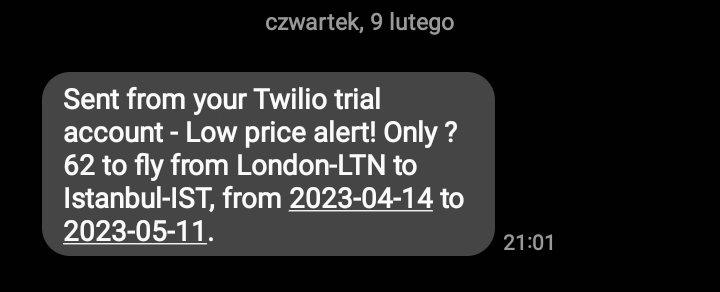 czwartek, 9 lutego
Sent from your Twilio trial
account - Low price alert! Only ?
62 to fly from London-LTN to
Istanbul-IST, from 2023-04-14 to
2023-05-11.
21:01